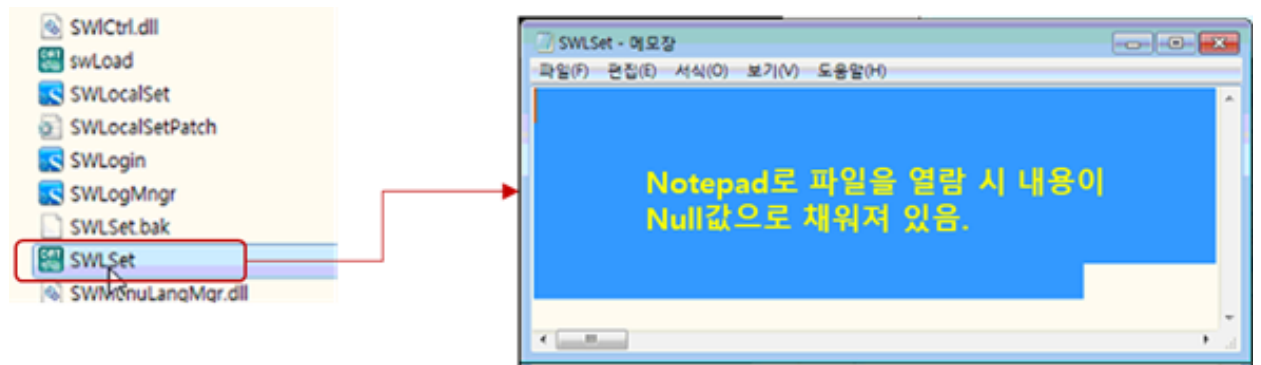 SWICtrl.dll
swLoad
SWLocalSet
SWLocalSetPatch
SWLogin
SWLogMngr
SWLSet.bak
SWLSet
SWMenuLangMgr.dll
SWLSet - 메모장
파일(F) 편집(E) 서식(O) 보기(V) 도움말(H)
Notepad로 파일을 열람 시 내용이
Null값으로 채워져 있음.